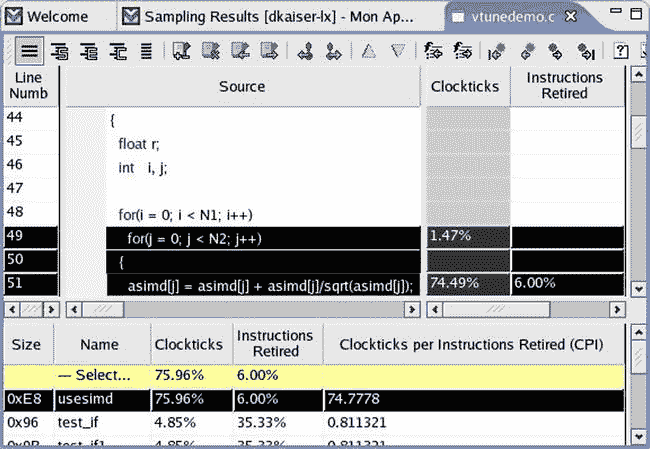 Welcome Sampling Results [dkaiser-lx] - Mon Ap... vtunedemo.c
Line Numb Source Clockticks Instructions Retired
44 {
45 float r;
46 int i, j;
47
48 for(i = 0; i < N1; i++)
49 for(j = 0; j < N2; j++) 1.47%
50 {
51 asimd[j] = asimd[j] + asimd[j]/sqrt(asimd[j]); 74.49% 6.00%
Size Name Clockticks Instructions Retired Clockticks per Instructions Retired (CPI)
--- Select... 75.96% 6.00%
0xE8 usesimd 75.96% 6.00% 74.7778
0x96 test_if 4.85% 35.33% 0.811321
0x9B test_if1 4.85% 35.33% 0.811321